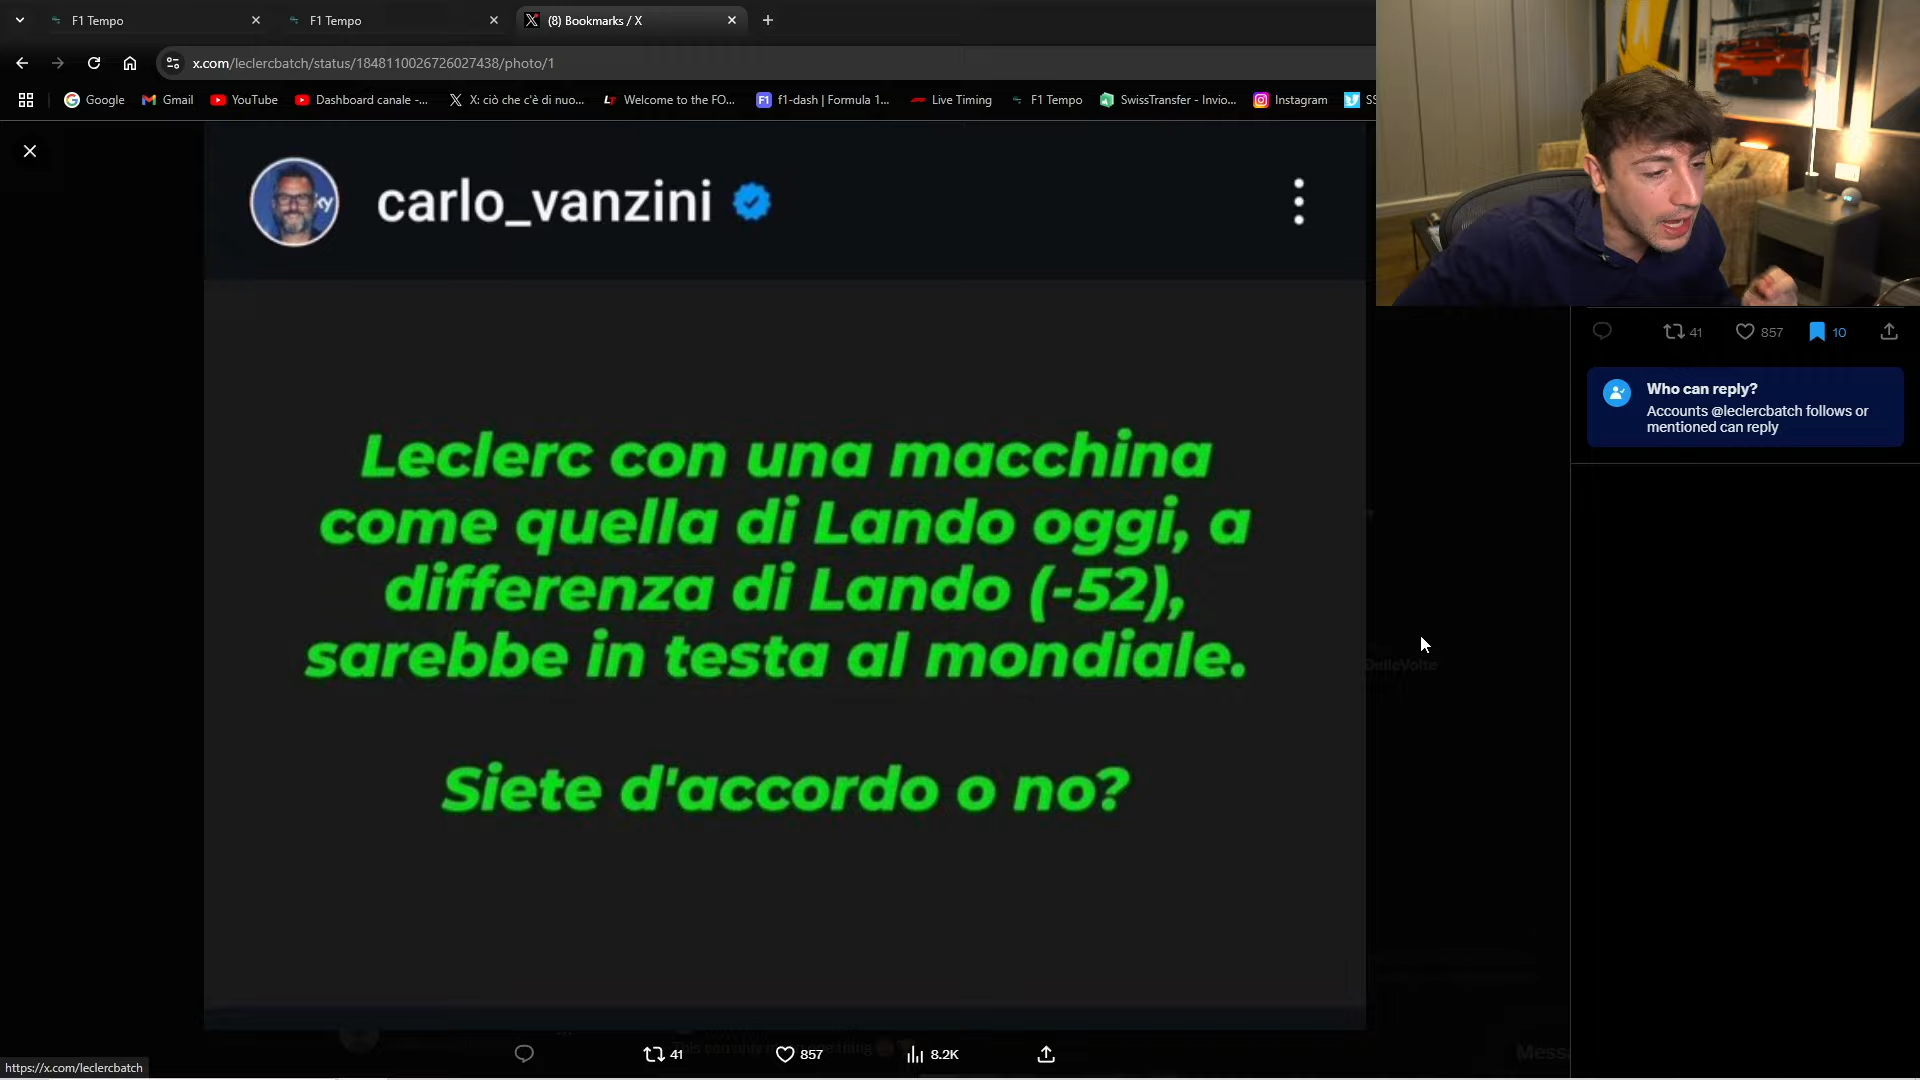 F1 Tempo
F1 Tempo
(8) Bookmarks / X
x.com/leclercbatch/status/1848110026726027438/photo/1
Google
Gmail
YouTube
Dashboard canale -...
X: ciò che c'è di nuo...
Welcome to the FO...
f1-dash | Formula 1...
Live Timing
F1 Tempo
SwissTransfer - Invio...
Instagram
SS
carlo_vanzini
Leclerc con una macchina
come quella di Lando oggi, a
differenza di Lando (-52),
sarebbe in testa al mondiale.
Siete d'accordo o no?
41
857
10
Who can reply?
Accounts @leclercbatch follows or
mentioned can reply
DelleVolte
41
857
8.2K
Mess
https://x.com/leclercbatch